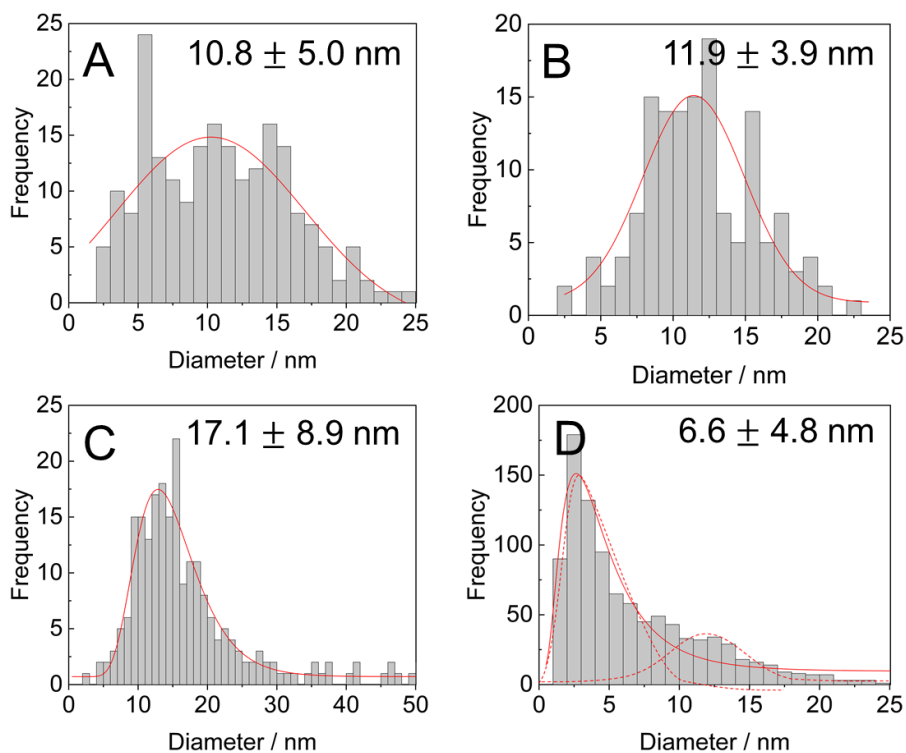 A
10.8 ± 5.0 nm
25
20
15
10
5
0
Frequency
0 5 10 15 20 25
Diameter / nm
B
11.9 ± 3.9 nm
20
15
10
5
0
Frequency
0 5 10 15 20 25
Diameter / nm
C
17.1 ± 8.9 nm
25
20
15
10
5
0
Frequency
0 10 20 30 40 50
Diameter / nm
D
6.6 ± 4.8 nm
200
150
100
50
0
Frequency
0 5 10 15 20 25
Diameter / nm